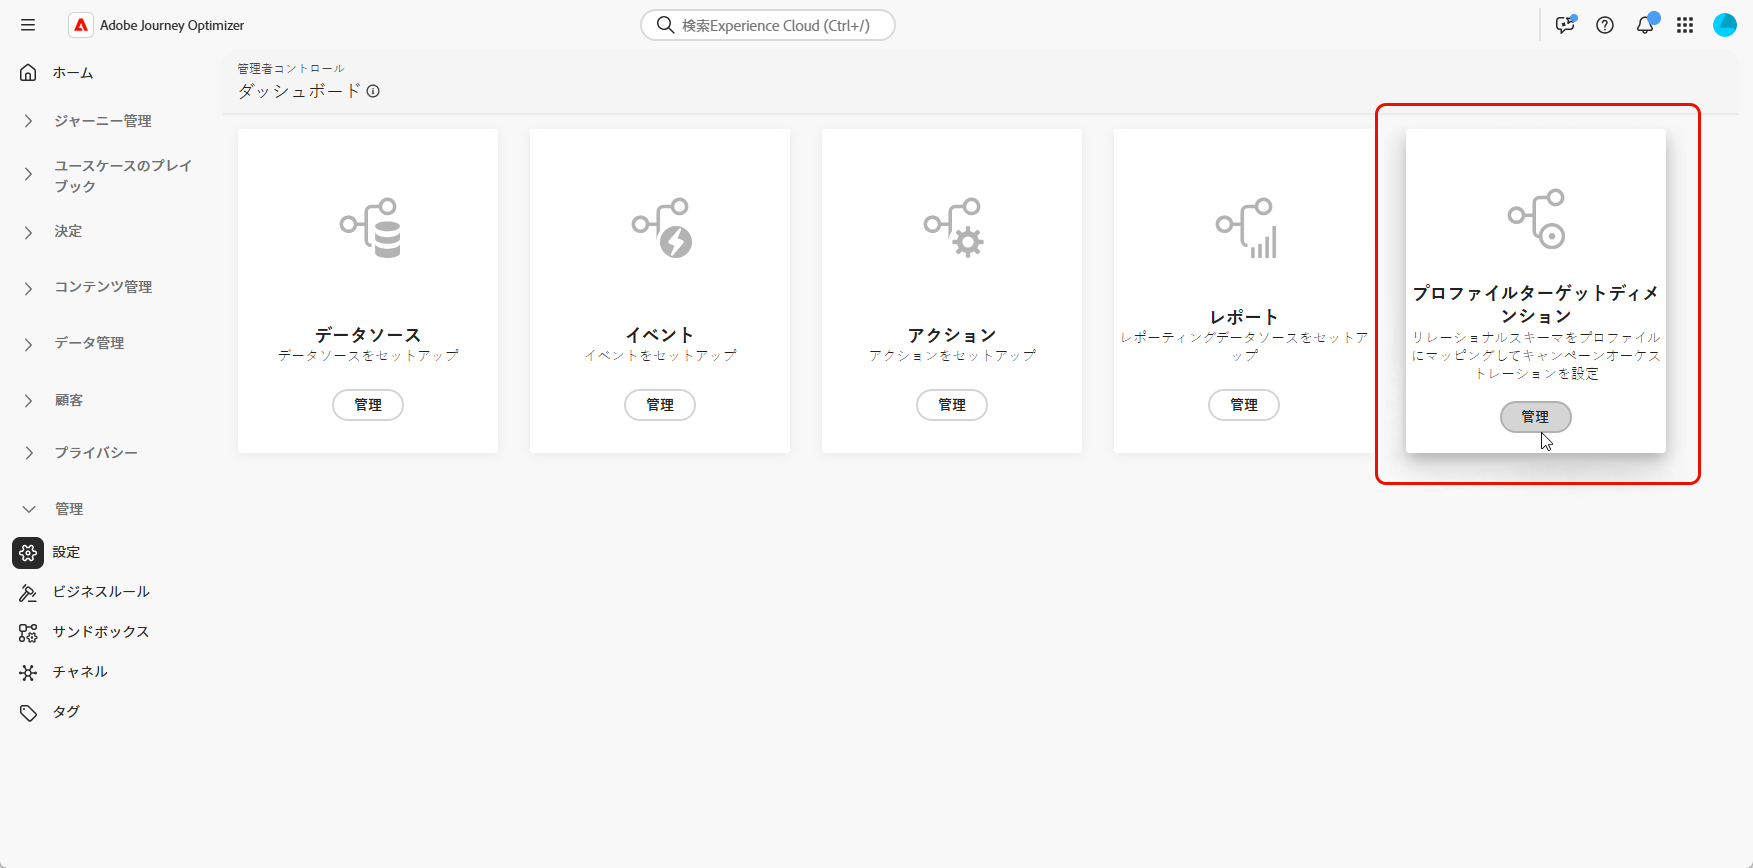 Adobe Journey Optimizer
検索Experience Cloud (Ctrl+/)
ホーム
ジャーニー管理
ユースケースのプレイ
ブック
決定
コンテンツ管理
データ管理
顧客
プライバシー
管理
設定
ビジネスルール
サンドボックス
チャネル
タグ
管理者コントロール
ダッシュボード
データソース
データソースをセットアップ
管理
イベント
イベントをセットアップ
管理
アクション
アクションをセットアップ
管理
レポート
レポーティングデータソースをセットア
ップ
管理
プロファイルターゲットディメ
ンション
リレーショナルスキーマをプロファイル
にマッピングしてキャンペーンオーケス
トレーションを設定
管理